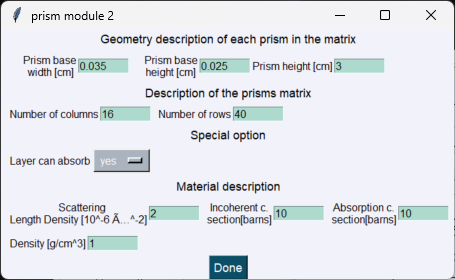 prism module 2
Geometry description of each prism in the matrix
Prism base width [cm] 0.035 Prism base height [cm] 0.025 Prism height [cm] 3
Description of the prisms matrix
Number of columns 16 Number of rows 40
Special option
Layer can absorb yes
Material description
Scattering Length Density [10^-6 Ã…^-2] 2 Incoherent c. section[barns] 10 Absorption c. section[barns] 10
Density [g/cm^3] 1
Done